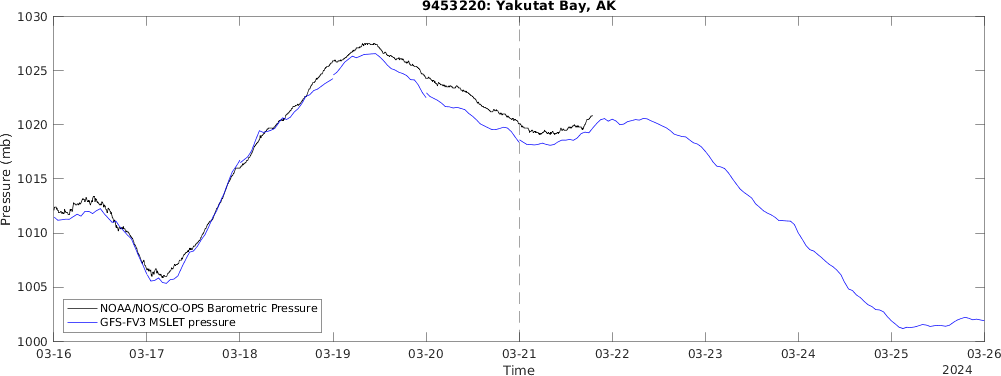 9453220: Yakutat Bay, AK
Pressure (mb)
1030
1025
1020
1015
1010
1005
1000
NOAA/NOS/CO-OPS Barometric Pressure
GFS-FV3 MSLET pressure
03-16 03-17 03-18 03-19 03-20 03-21 03-22 03-23 03-24 03-25 03-26
Time
2024